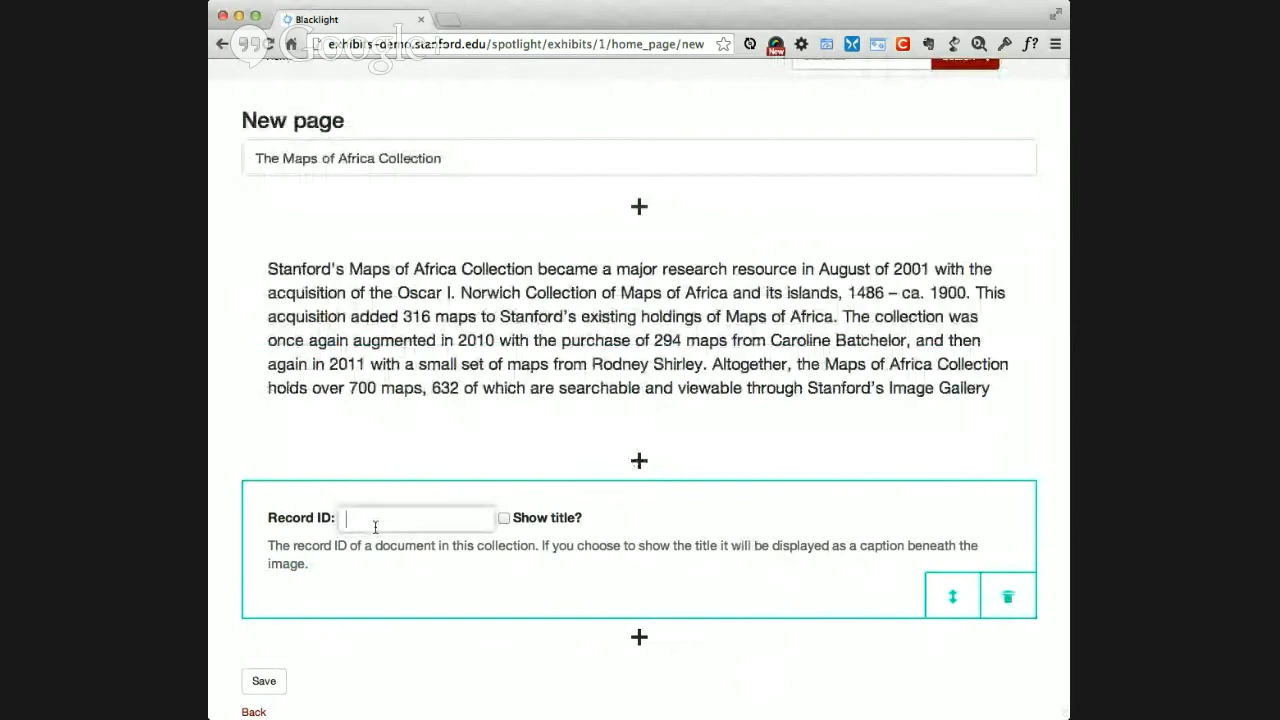 Blacklight
Google+
exhibits-demo.stanford.edu/spotlight/exhibits/1/home_page/new
New
f?
New page
The Maps of Africa Collection
+
Stanford's Maps of Africa Collection became a major research resource in August of 2001 with the
acquisition of the Oscar I. Norwich Collection of Maps of Africa and its islands, 1486 – ca. 1900. This
acquisition added 316 maps to Stanford's existing holdings of Maps of Africa. The collection was
once again augmented in 2010 with the purchase of 294 maps from Caroline Batchelor, and then
again in 2011 with a small set of maps from Rodney Shirley. Altogether, the Maps of Africa Collection
holds over 700 maps, 632 of which are searchable and viewable through Stanford's Image Gallery
+
Record ID: Show title?
The record ID of a document in this collection. If you choose to show the title it will be displayed as a caption beneath the
image.
+
Save
Back